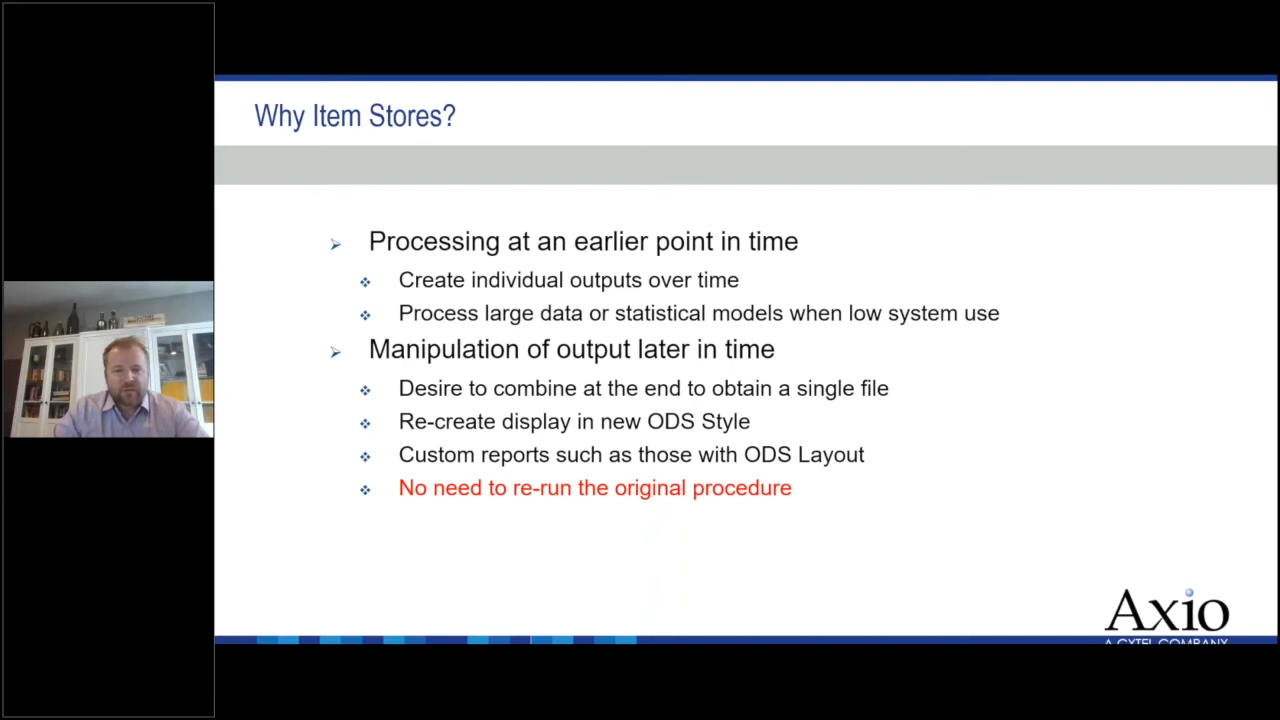 Why Item Stores?
Processing at an earlier point in time
Create individual outputs over time
Process large data or statistical models when low system use
Manipulation of output later in time
Desire to combine at the end to obtain a single file
Re-create display in new ODS Style
Custom reports such as those with ODS Layout
No need to re-run the original procedure
Axio
A CYTEL COMPANY